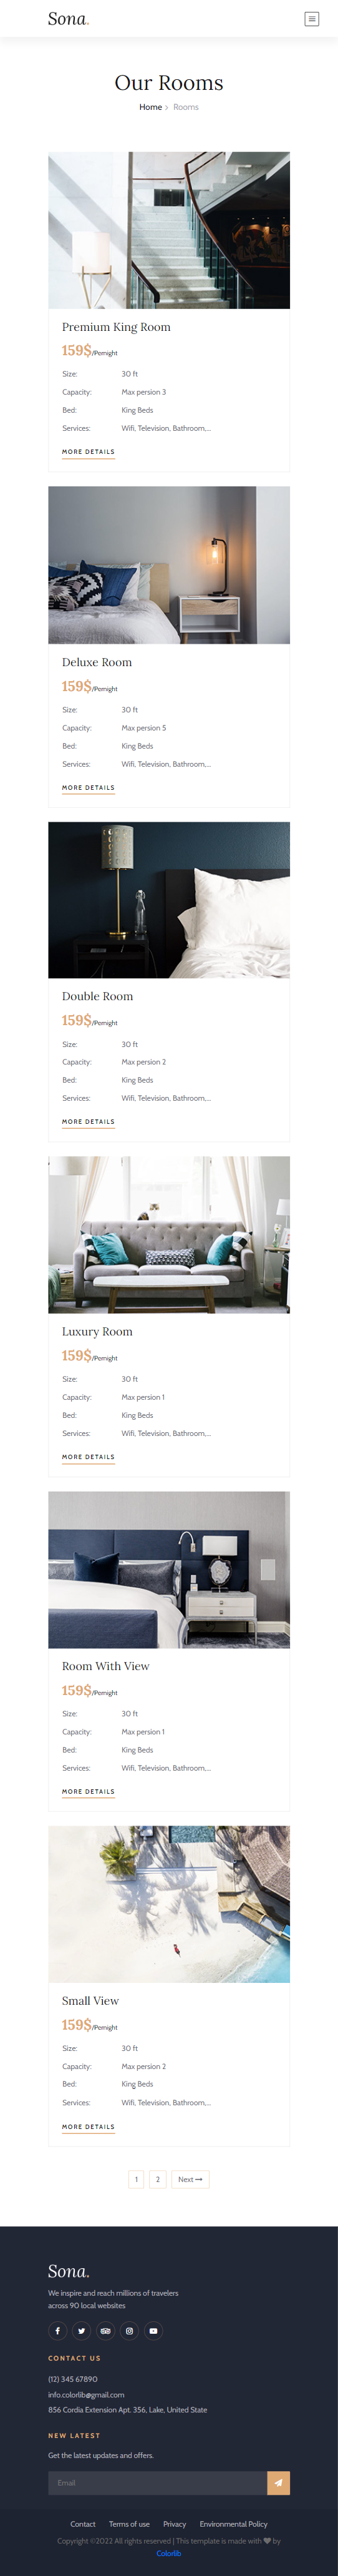 Sona.
Our Rooms
Home > Rooms
Premium King Room
159$/Pernight
Size: 30 ft
Capacity: Max persion 3
Bed: King Beds
Services: Wifi, Television, Bathroom,...
MORE DETAILS
Deluxe Room
159$/Pernight
Size: 30 ft
Capacity: Max persion 5
Bed: King Beds
Services: Wifi, Television, Bathroom,...
MORE DETAILS
Double Room
159$/Pernight
Size: 30 ft
Capacity: Max persion 2
Bed: King Beds
Services: Wifi, Television, Bathroom,...
MORE DETAILS
Luxury Room
159$/Pernight
Size: 30 ft
Capacity: Max persion 1
Bed: King Beds
Services: Wifi, Television, Bathroom,...
MORE DETAILS
Room With View
159$/Pernight
Size: 30 ft
Capacity: Max persion 1
Bed: King Beds
Services: Wifi, Television, Bathroom,...
MORE DETAILS
Small View
159$/Pernight
Size: 30 ft
Capacity: Max persion 2
Bed: King Beds
Services: Wifi, Television, Bathroom,...
MORE DETAILS
1 2 Next
Sona.
We inspire and reach millions of travelers
across 90 local websites
CONTACT US
(12) 345 67890
info.colorlib@gmail.com
856 Cordia Extension Apt. 356, Lake, United State
NEW LATEST
Get the latest updates and offers.
Email
Contact Terms of use Privacy Environmental Policy
Copyright ©2022 All rights reserved | This template is made with ♥ by
Colorlib